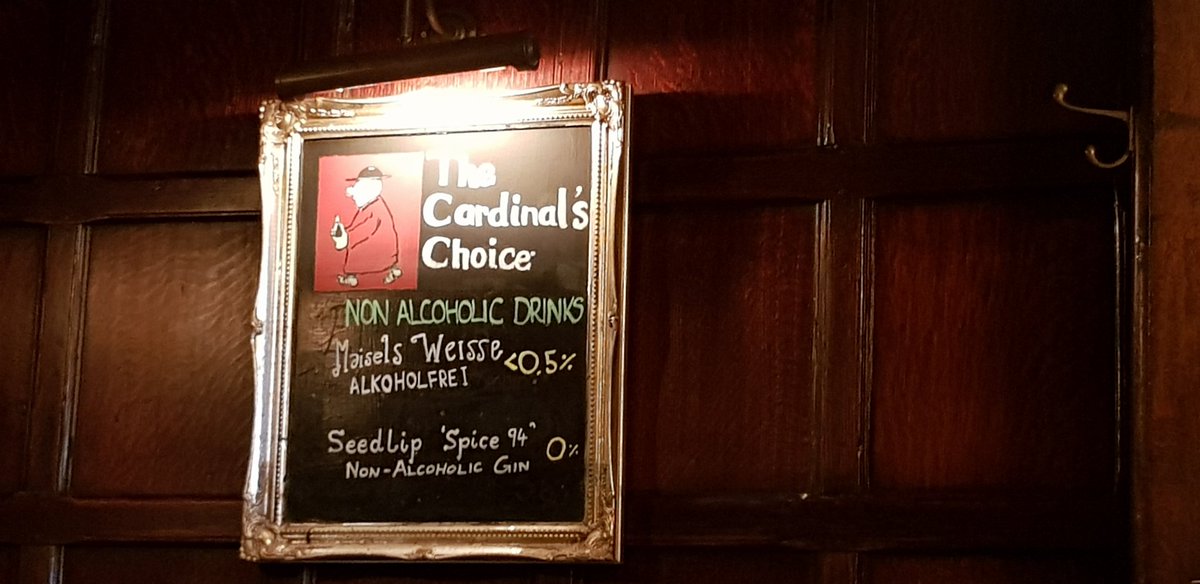 The
Cardinal's
Choice
NON ALCOHOLIC DRINKS
Maisels Weisse <0.5%
ALKOHOLFREI
SeedLip 'Spice 94" 0%
NON-ALCOHOLIC GIN